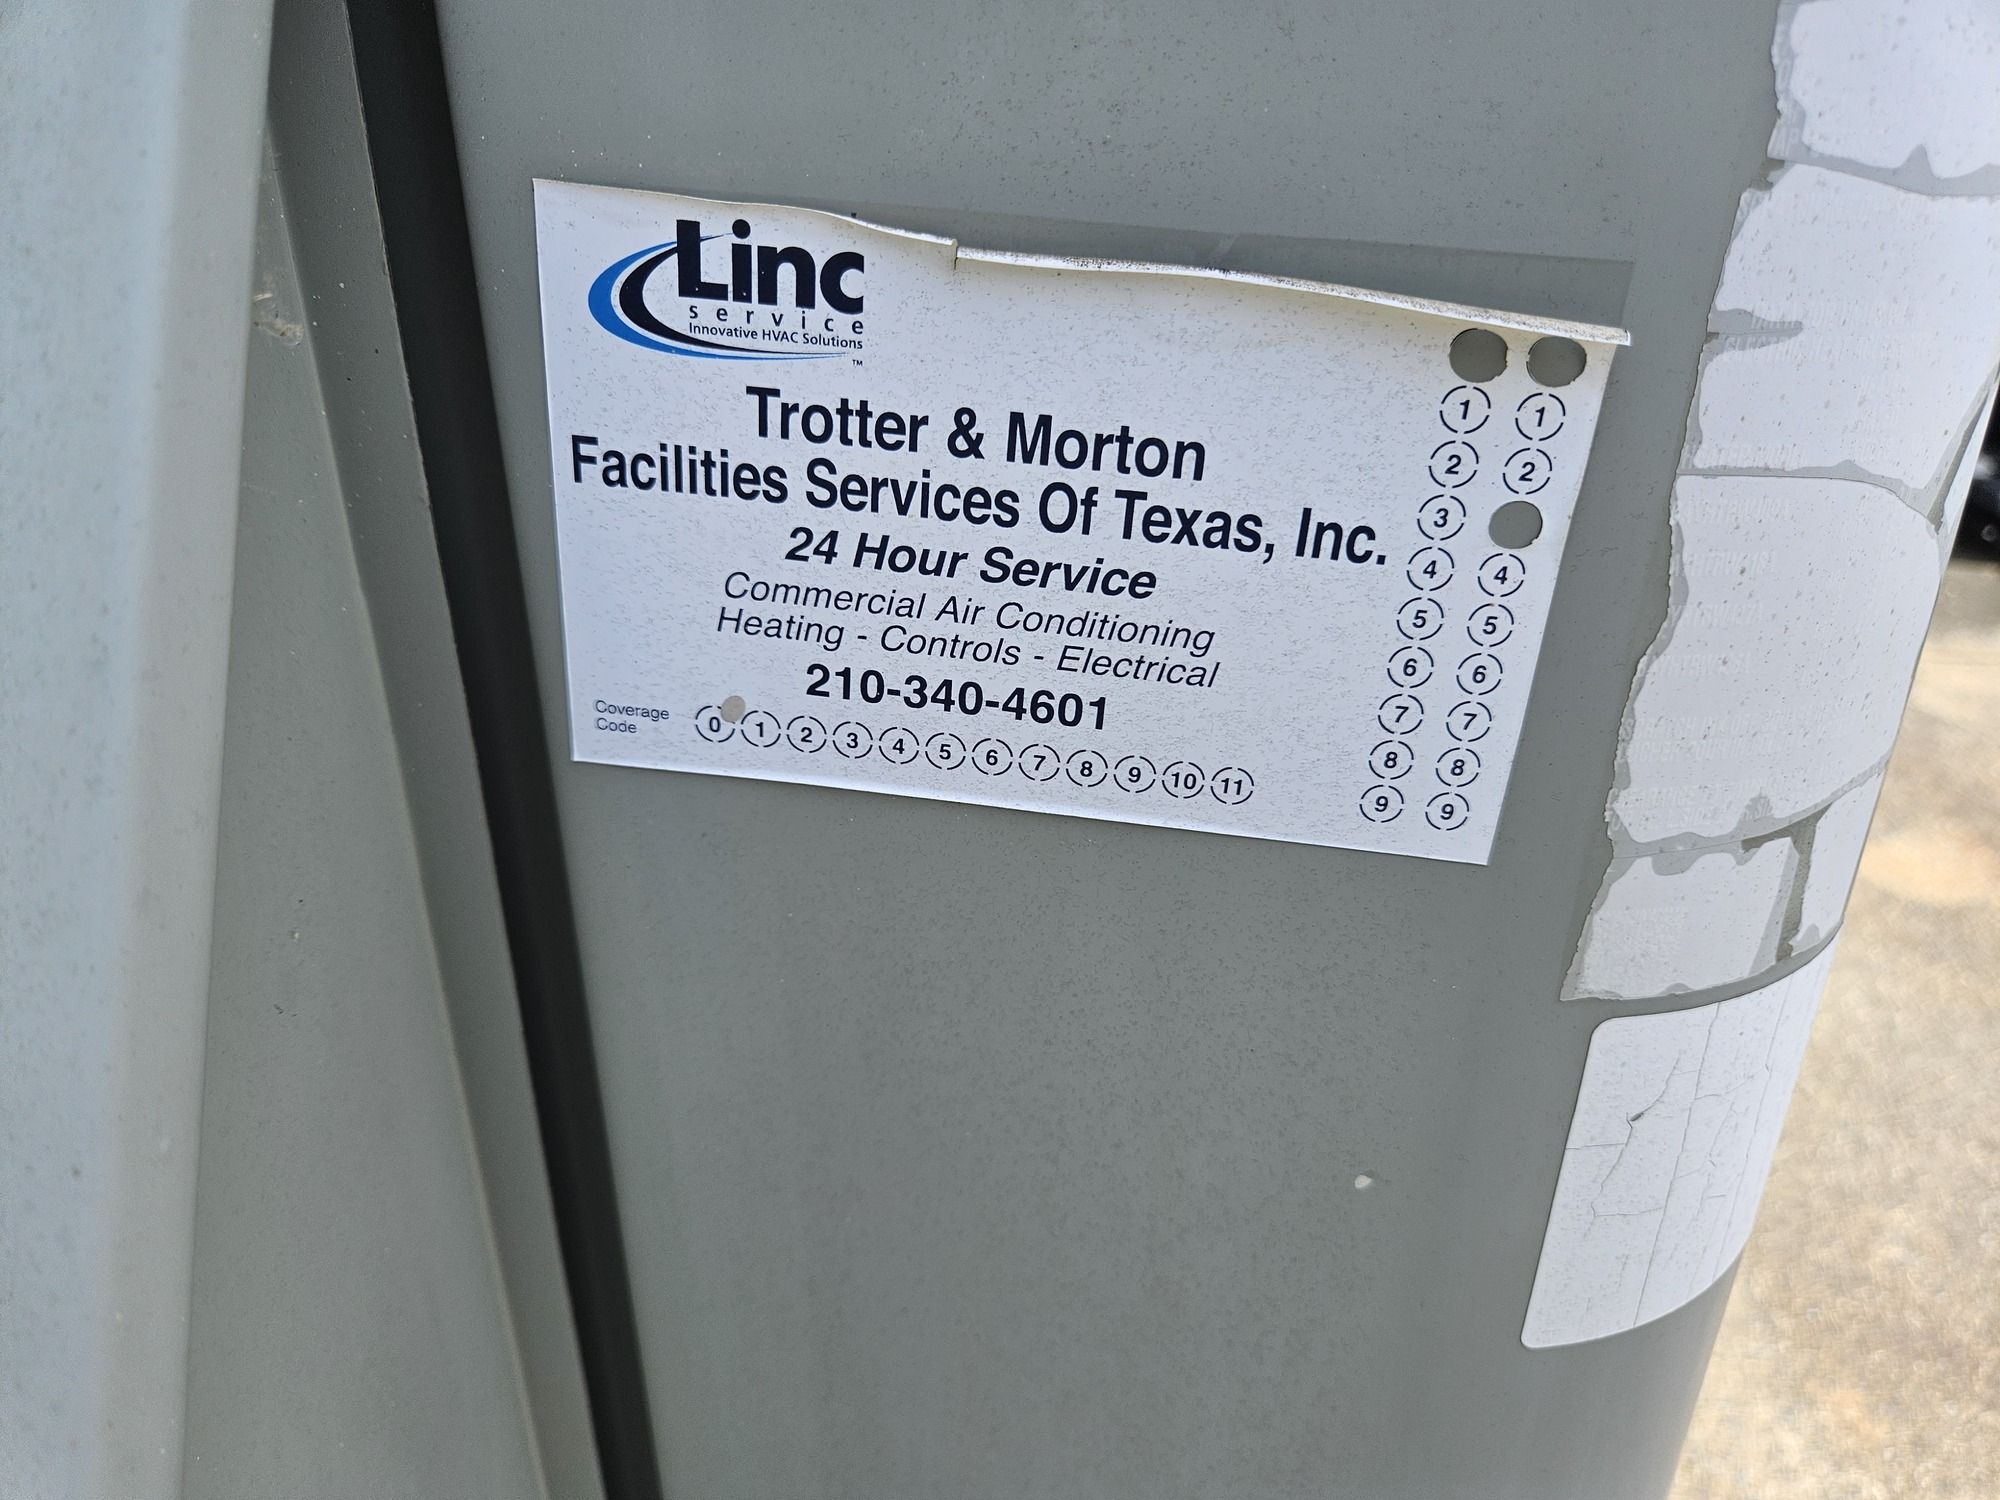 Linc
service
Innovative HVAC Solutions
™
Trotter & Morton
Facilities Services Of Texas, Inc.
24 Hour Service
Commercial Air Conditioning
Heating - Controls - Electrical
210-340-4601
Coverage
Code
0 1 2 3 4 5 6 7 8 9 10 11
1 1
2 2
3
4 4
5 5
6 6
7 7
8 8
9 9